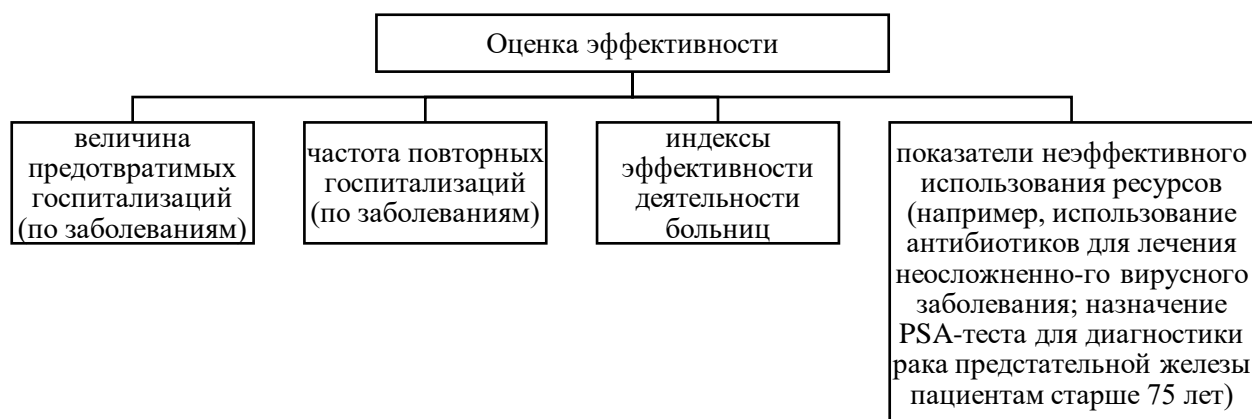 Оценка эффективности
величина
предотвратимых
госпитализаций
(по заболеваниям)
частота повторных
госпитализаций
(по заболеваниям)
индексы
эффективности
деятельности
больниц
показатели неэффективного
использования ресурсов
(например, использование
антибиотиков для лечения
неосложненно-го вирусного
заболевания; назначение
PSA-теста для диагностики
рака предстательной железы
пациентам старше 75 лет)